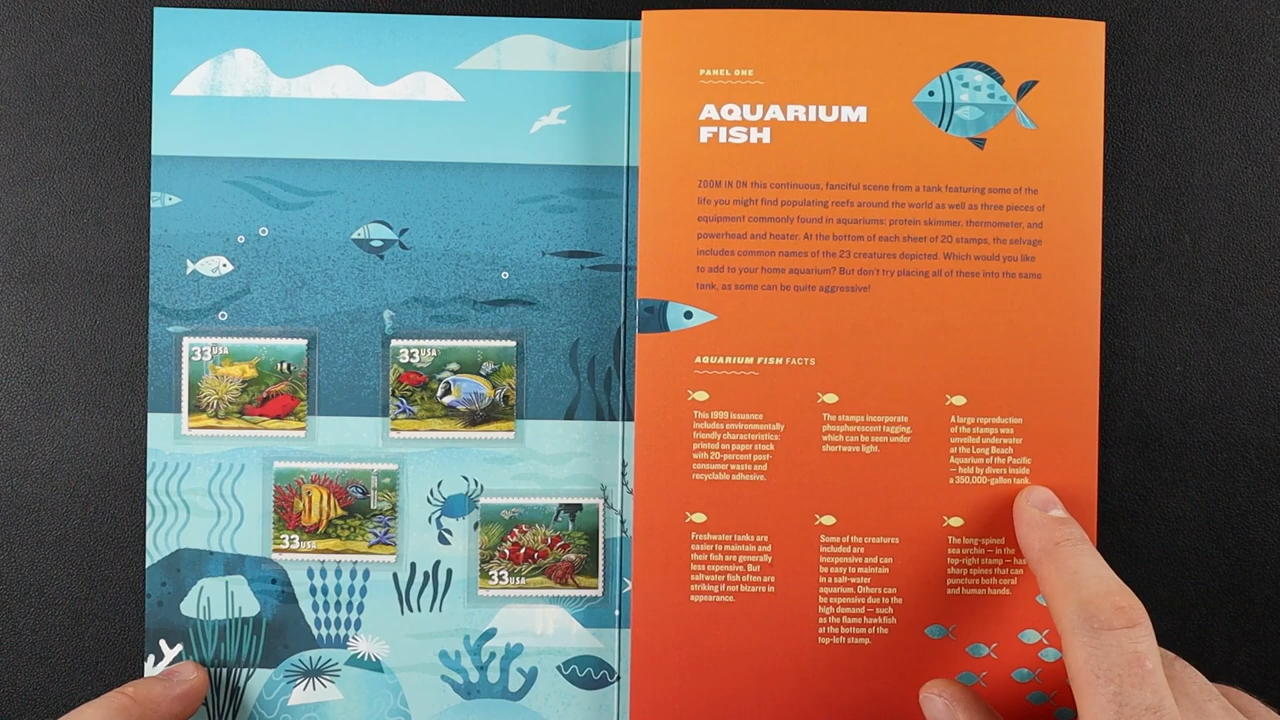 33USA
33USA
33USA
33USA
PANEL ONE
AQUARIUM
FISH
ZOOM IN ON this continuous, fanciful scene from a tank featuring some of the
life you might find populating reefs around the world as well as three pieces of
equipment commonly found in aquariums: protein skimmer, thermometer, and
powerhead and heater. At the bottom of each sheet of 20 stamps, the selvage
includes common names of the 23 creatures depicted. Which would you like
to add to your home aquarium? But don't try placing all of these into the same
tank, as some can be quite aggressive!
AQUARIUM FISH FACTS
This 1999 issuance
includes environmentally
friendly characteristics:
printed on paper stock
with 20-percent post-
consumer waste and
recyclable adhesive.
The stamps incorporate
phosphorescent tagging,
which can be seen under
shortwave light.
A large reproduction
of the stamps was
unveiled underwater
at the Long Beach
Aquarium of the Pacific
— held by divers inside
a 350,000-gallon tank.
Freshwater tanks are
easier to maintain and
their fish are generally
less expensive. But
saltwater fish often are
striking if not bizarre in
appearance.
Some of the creatures
included are
inexpensive and can
be easy to maintain
in a salt-water
aquarium. Others can
be expensive due to the
high demand — such
as the flame hawkfish
at the bottom of the
top-left stamp.
The long-spined
sea urchin — in the
top-right stamp — has
sharp spines that can
puncture both coral
and human hands.